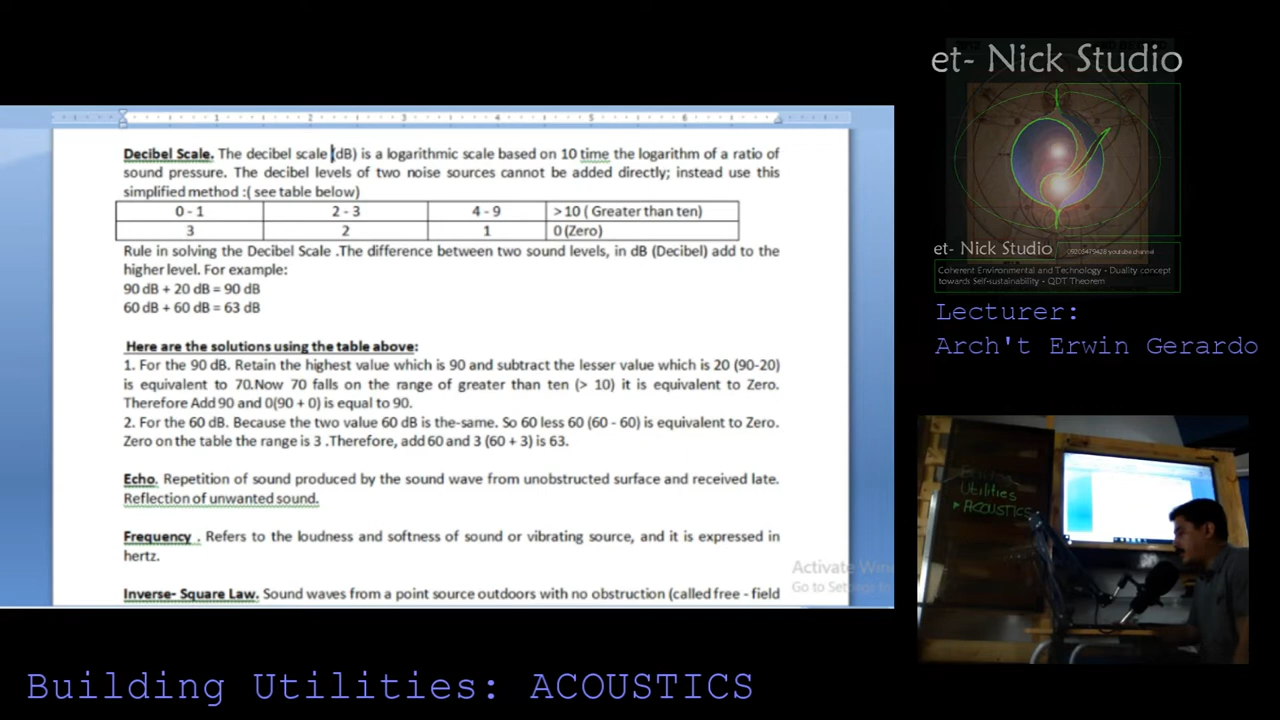 et- Nick Studio
Decibel Scale. The decibel scale (dB) is a logarithmic scale based on 10 time the logarithm of a ratio of
sound pressure. The decibel levels of two noise sources cannot be added directly; instead use this
simplified method :( see table below)
0 - 1 2 - 3 4 - 9 > 10 ( Greater than ten)
3 2 1 0 (Zero)
Rule in solving the Decibel Scale .The difference between two sound levels, in dB (Decibel) add to the
higher level. For example:
90 dB + 20 dB = 90 dB
60 dB + 60 dB = 63 dB
Here are the solutions using the table above:
1. For the 90 dB. Retain the highest value which is 90 and subtract the lesser value which is 20 (90-20)
is equivalent to 70.Now 70 falls on the range of greater than ten (> 10) it is equivalent to Zero.
Therefore Add 90 and 0(90 + 0) is equal to 90.
2. For the 60 dB. Because the two value 60 dB is the-same. So 60 less 60 (60 - 60) is equivalent to Zero.
Zero on the table the range is 3 .Therefore, add 60 and 3 (60 + 3) is 63.
Echo. Repetition of sound produced by the sound wave from unobstructed surface and received late.
Reflection of unwanted sound.
Frequency . Refers to the loudness and softness of sound or vibrating source, and it is expressed in
hertz.
Inverse- Square Law. Sound waves from a point source outdoors with no obstruction (called free - field
Activate Win
Go to Settings to
et- Nick Studio 09205479428 youtube channel
Coherent Environmental and Technology - Duality concept
towards Self-sustainability - QDT Theorem
Lecturer:
Arch't Erwin Gerardo
Utilities
ACOUSTICS
Building Utilities: ACOUSTICS